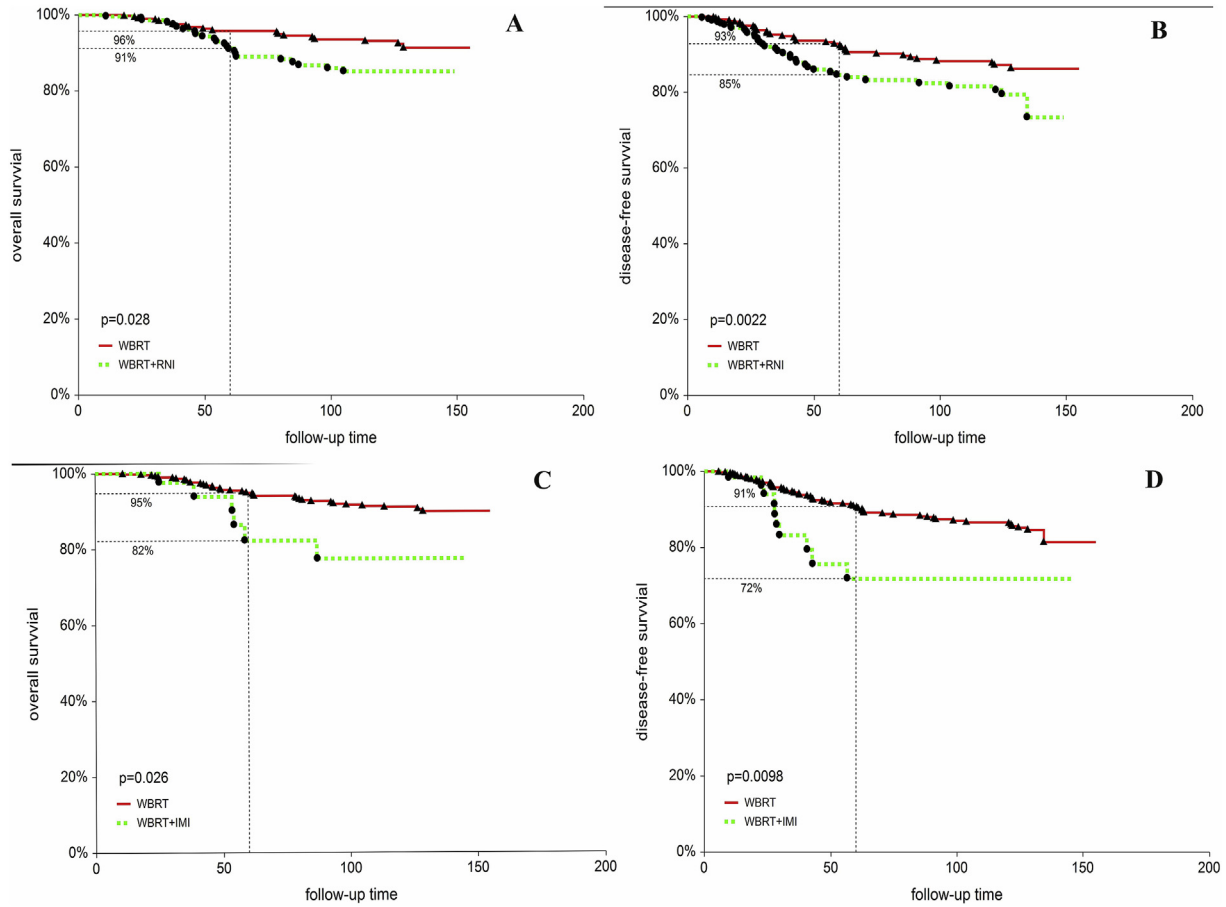 A
100%
96%
91%
80%
60%
40%
20%
0%
overall survvial
p=0.028
WBRT
WBRT+RNI
0
50
100
150
200
follow-up time
B
100%
93%
85%
80%
60%
40%
20%
0%
disease-free survvial
p=0.0022
WBRT
WBRT+RNI
0
50
100
150
200
follow-up time
C
100%
95%
82%
80%
60%
40%
20%
0%
overall survvial
p=0.026
WBRT
WBRT+IMI
0
50
100
150
200
follow-up time
D
100%
91%
80%
72%
60%
40%
20%
0%
disease-free survvial
p=0.0098
WBRT
WBRT+IMI
0
50
100
150
200
follow-up time